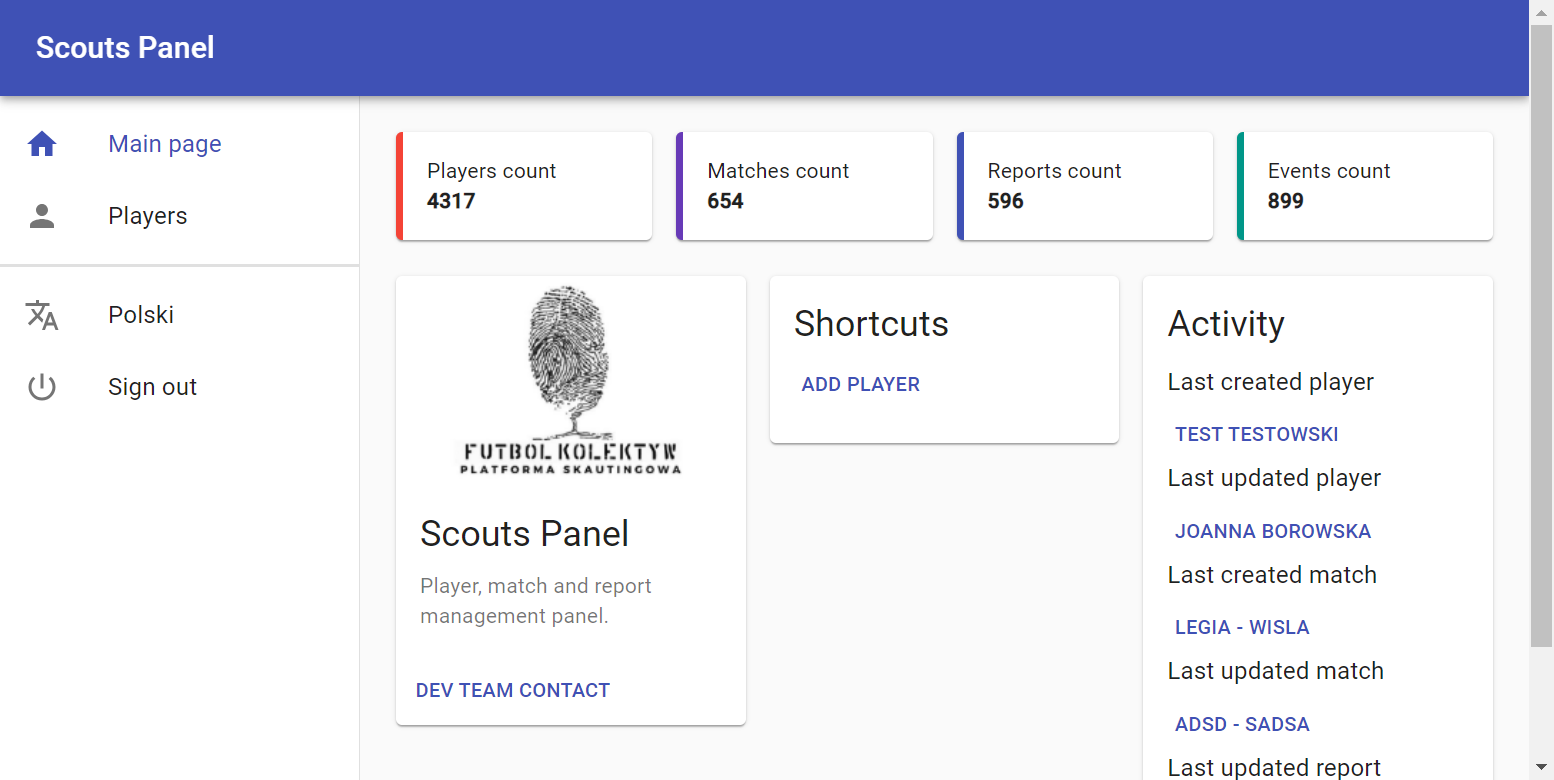 Scouts Panel
Main page
Players
Polski
Sign out
Players count
4317
Matches count
654
Reports count
596
Events count
899
FUTBOL KOLEKTYW
PLATFORMA SKAUTINGOWA
Scouts Panel
Player, match and report
management panel.
DEV TEAM CONTACT
Shortcuts
ADD PLAYER
Activity
Last created player
TEST TESTOWSKI
Last updated player
JOANNA BOROWSKA
Last created match
LEGIA - WISLA
Last updated match
ADSD - SADSA
Last updated report